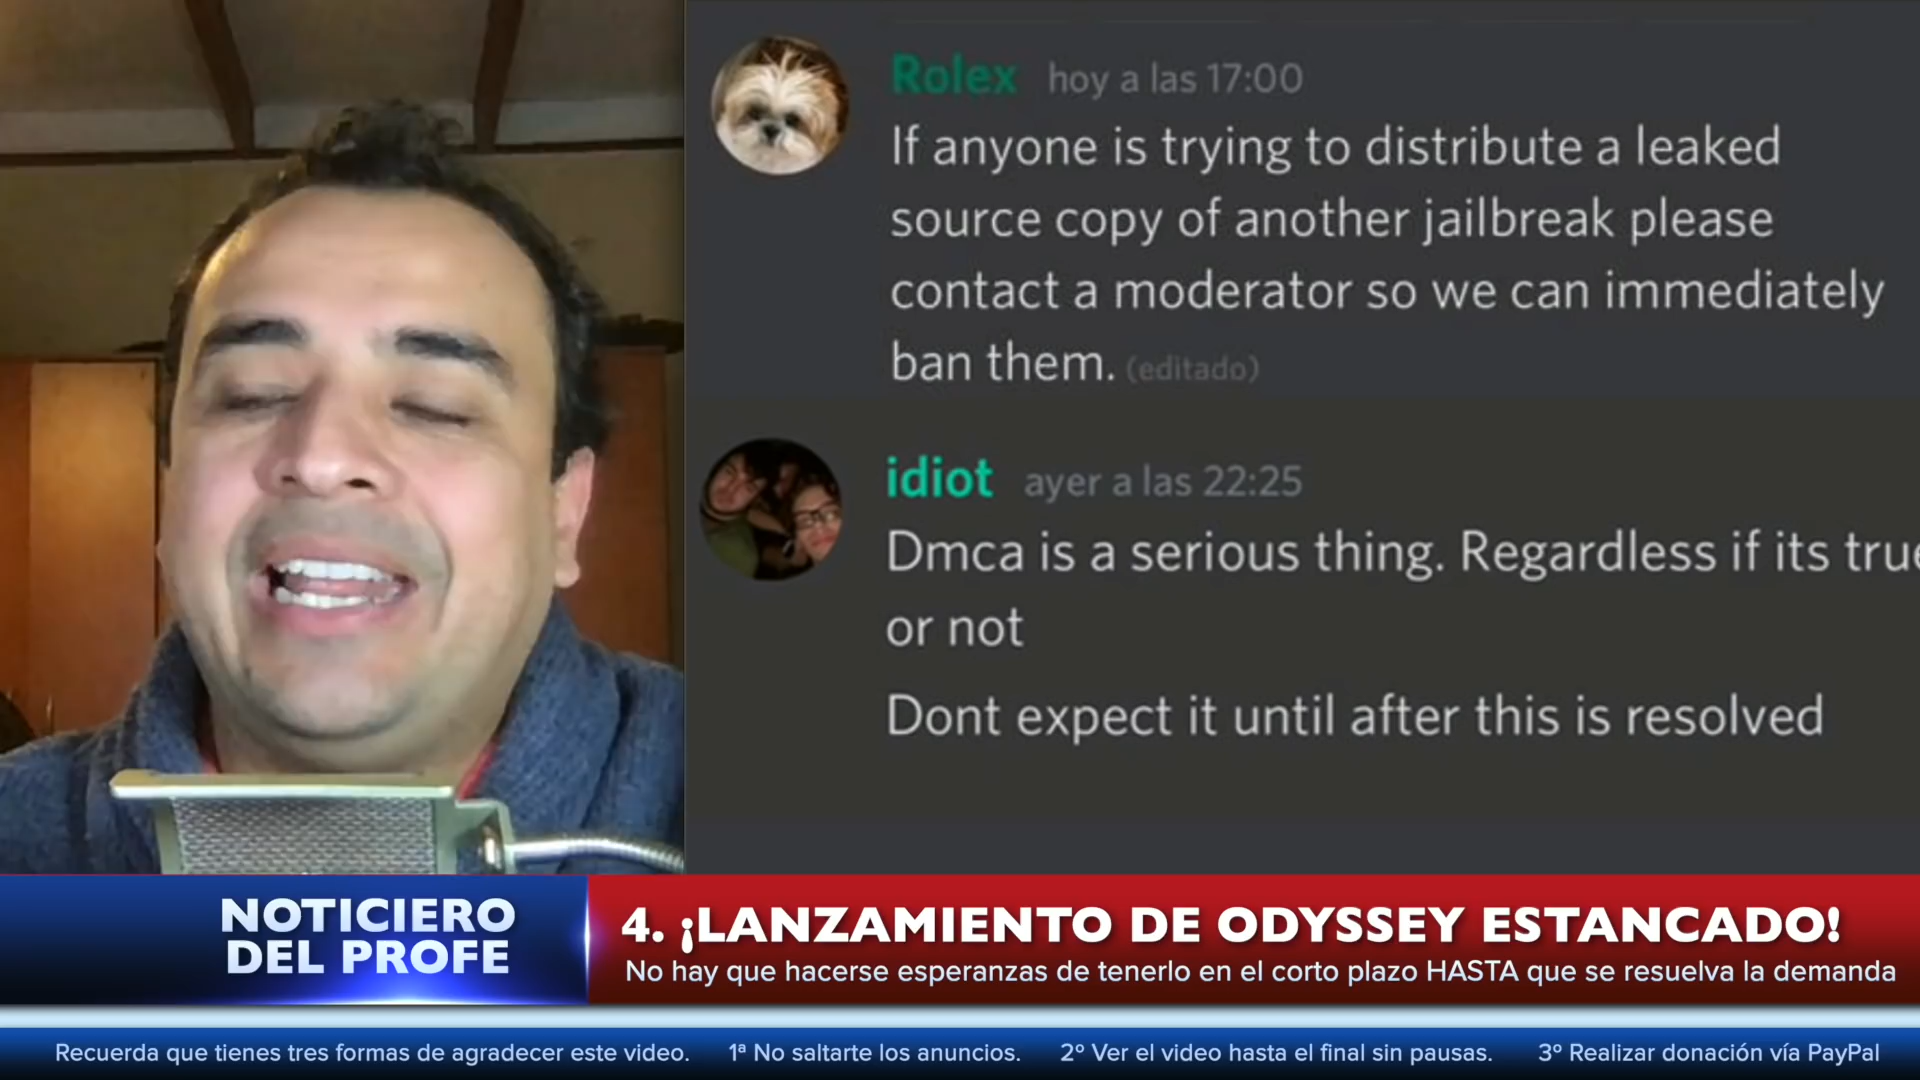 Rolex hoy a las 17:00
If anyone is trying to distribute a leaked
source copy of another jailbreak please
contact a moderator so we can immediately
ban them. (editado)
idiot ayer a las 22:25
Dmca is a serious thing. Regardless if its true
or not
Dont expect it until after this is resolved
NOTICIERO
DEL PROFE
4. ¡LANZAMIENTO DE ODYSSEY ESTANCADO!
No hay que hacerse esperanzas de tenerlo en el corto plazo HASTA que se resuelva la demanda
Recuerda que tienes tres formas de agradecer este video. 1ª No saltarte los anuncios. 2º Ver el video hasta el final sin pausas. 3º Realizar donación vía PayPal